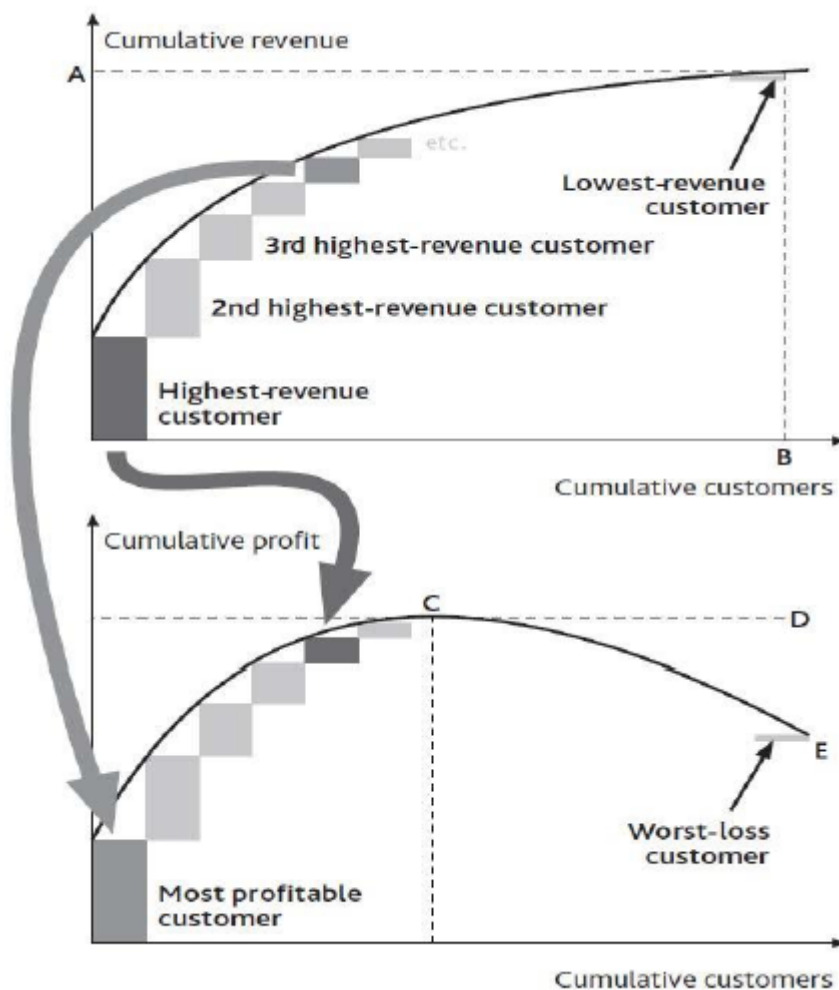 Cumulative revenue
A
etc.
Lowest-revenue
customer
3rd highest-revenue customer
2nd highest-revenue customer
Highest-revenue
customer
B
Cumulative customers
Cumulative profit
C
D
E
Worst-loss
customer
Most profitable
customer
Cumulative customers